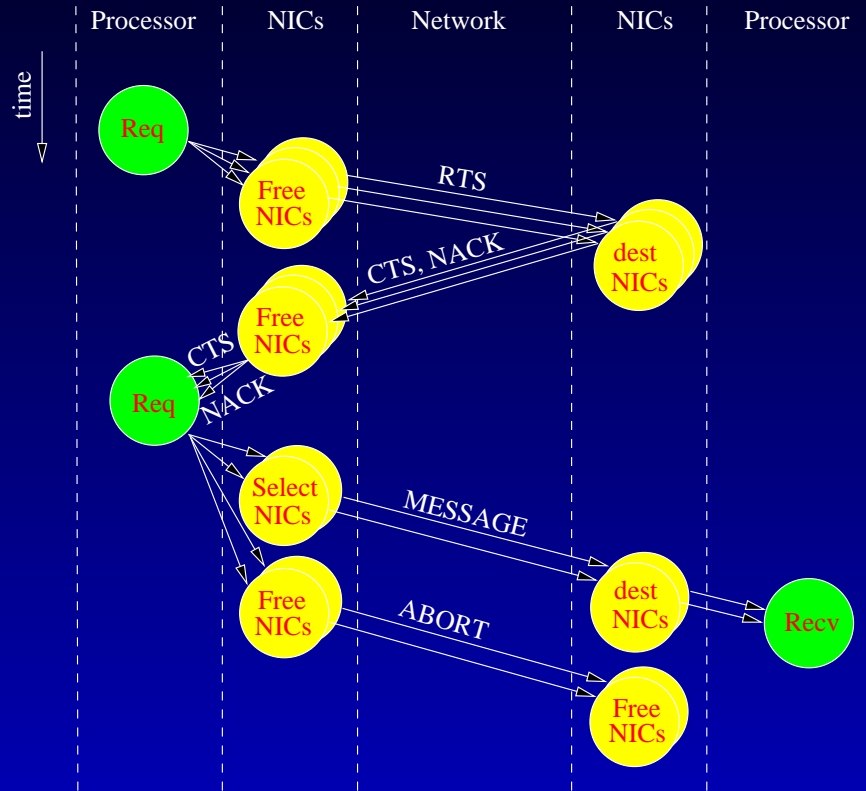 Processor
NICs
Network
NICs
Processor
time
Req
Free
NICs
RTS
dest
NICs
CTS, NACK
Free
NICs
CTS
NACK
Req
Select
NICs
MESSAGE
dest
NICs
Recv
Free
NICs
ABORT
Free
NICs